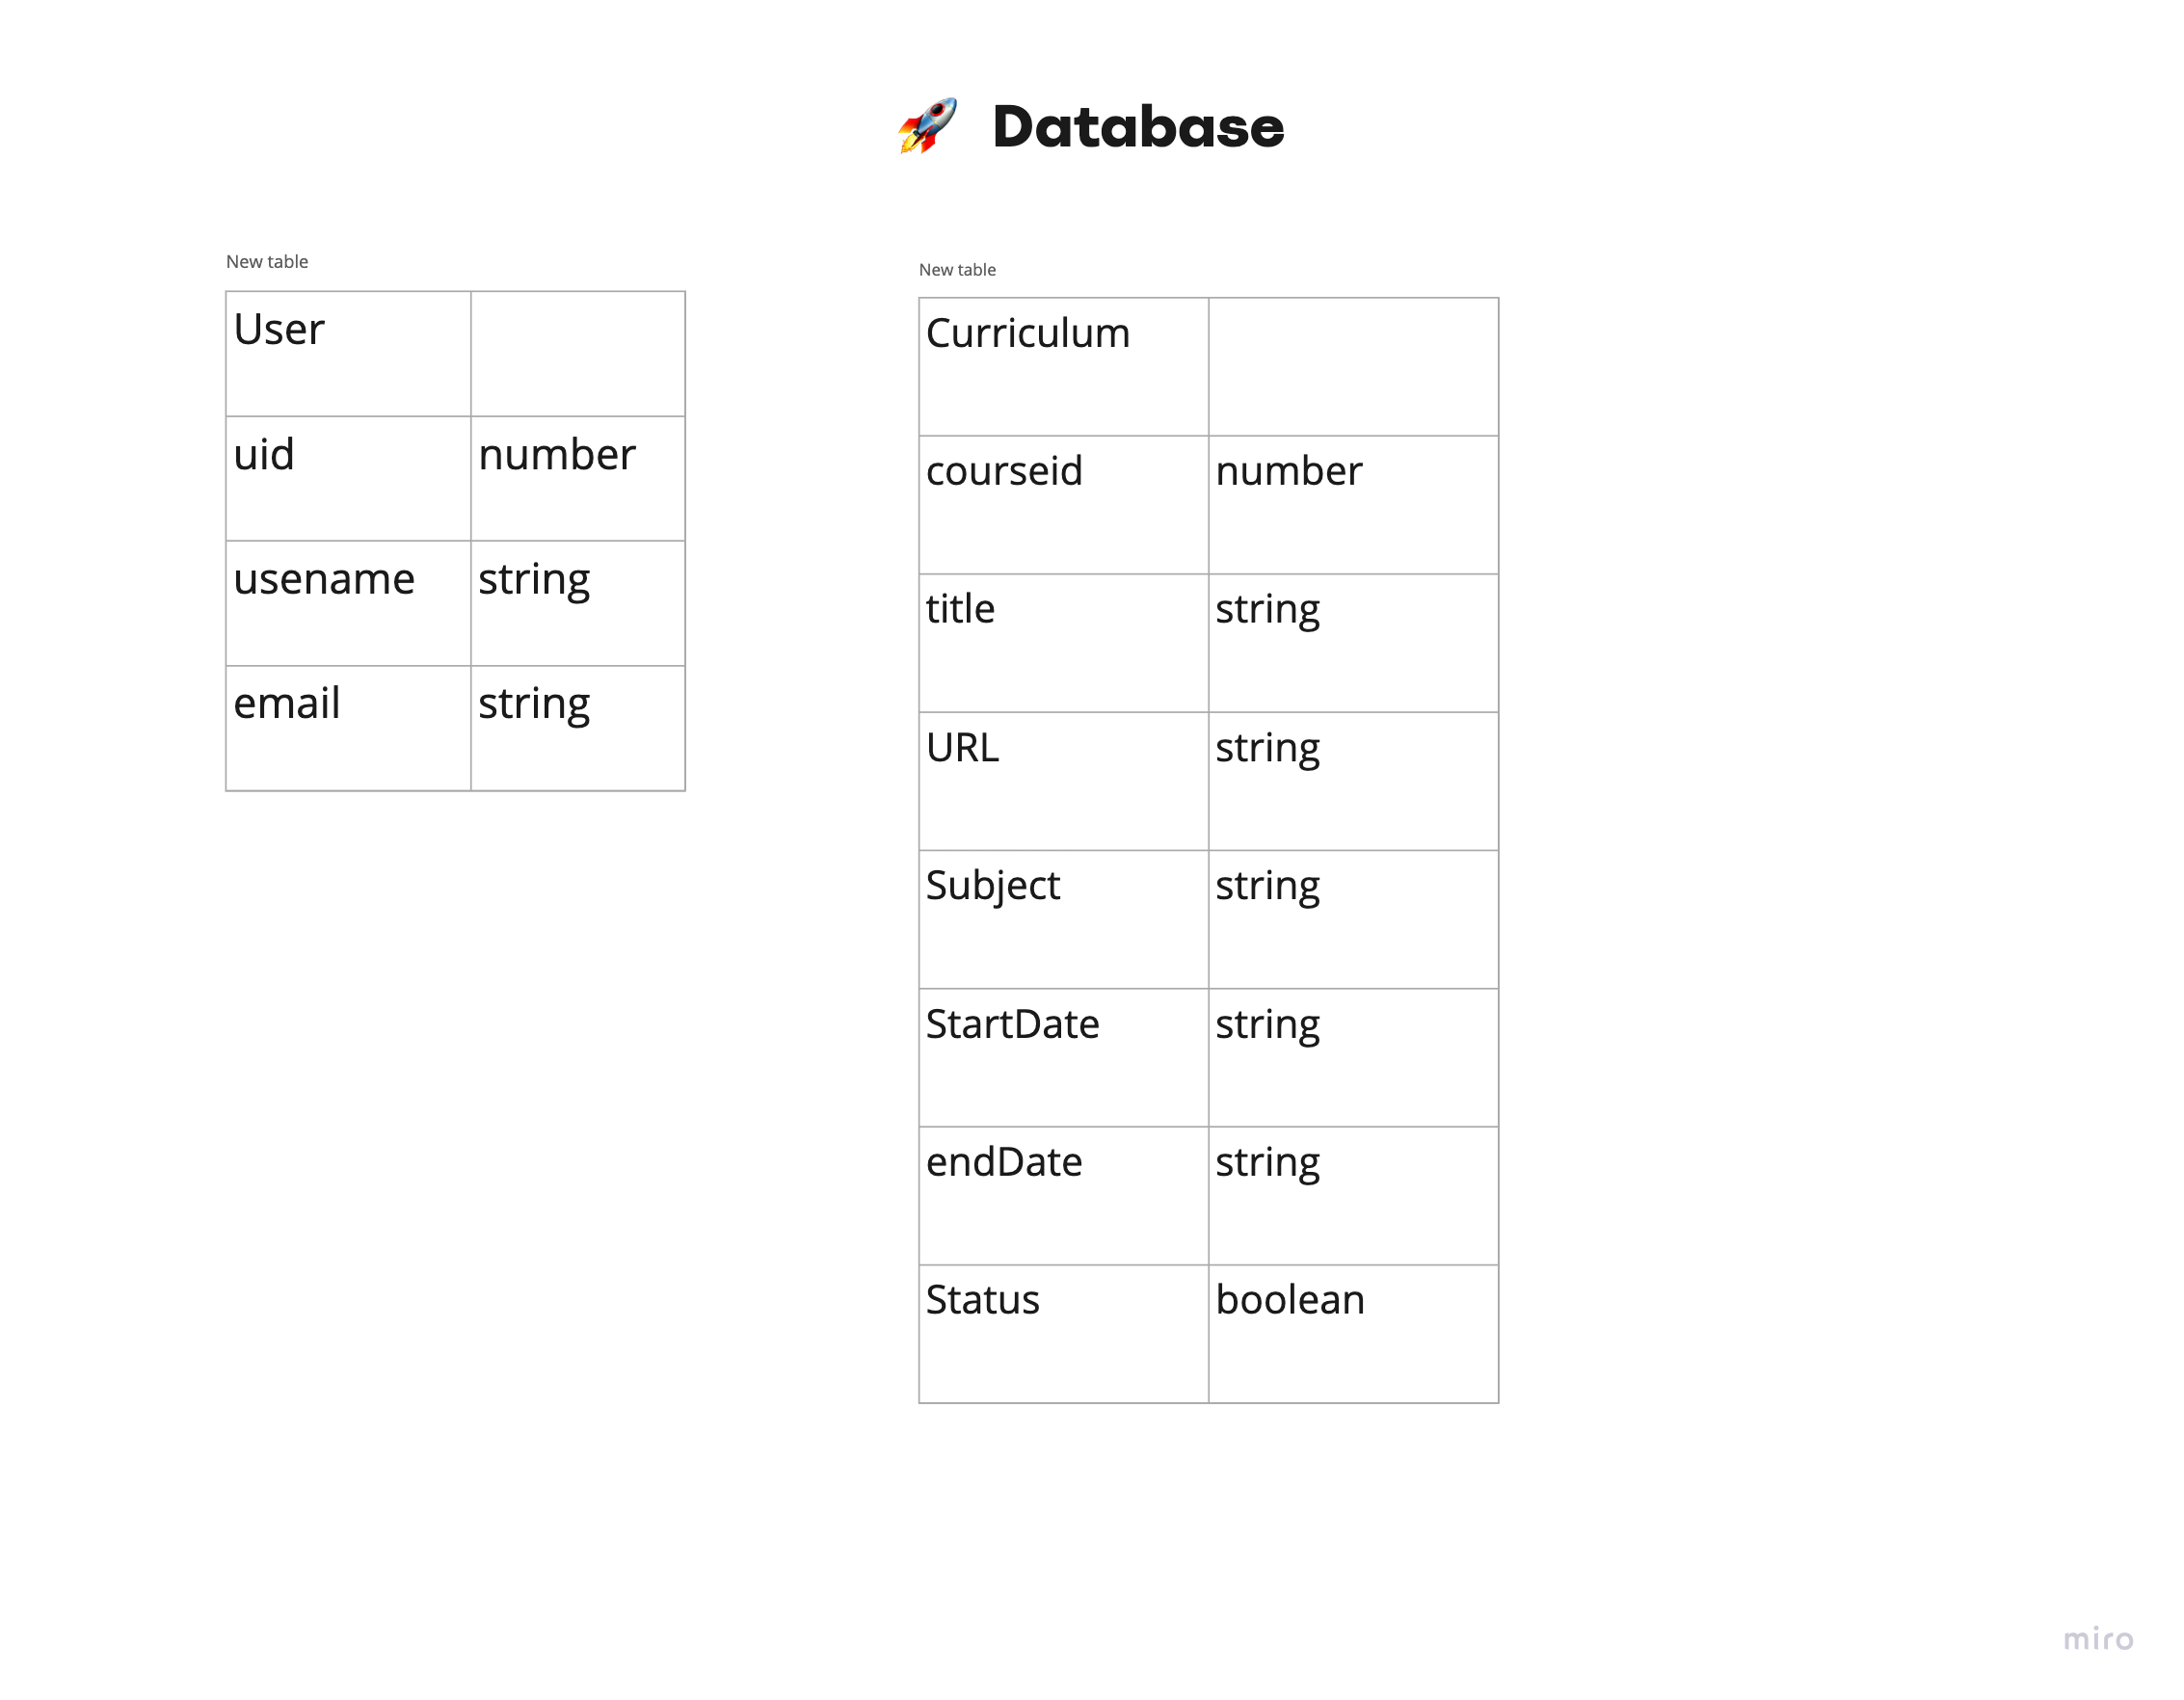 🚀 Database
New table
User
uid number
usename string
email string
New table
Curriculum
courseid number
title string
URL string
Subject string
StartDate string
endDate string
Status boolean
miro